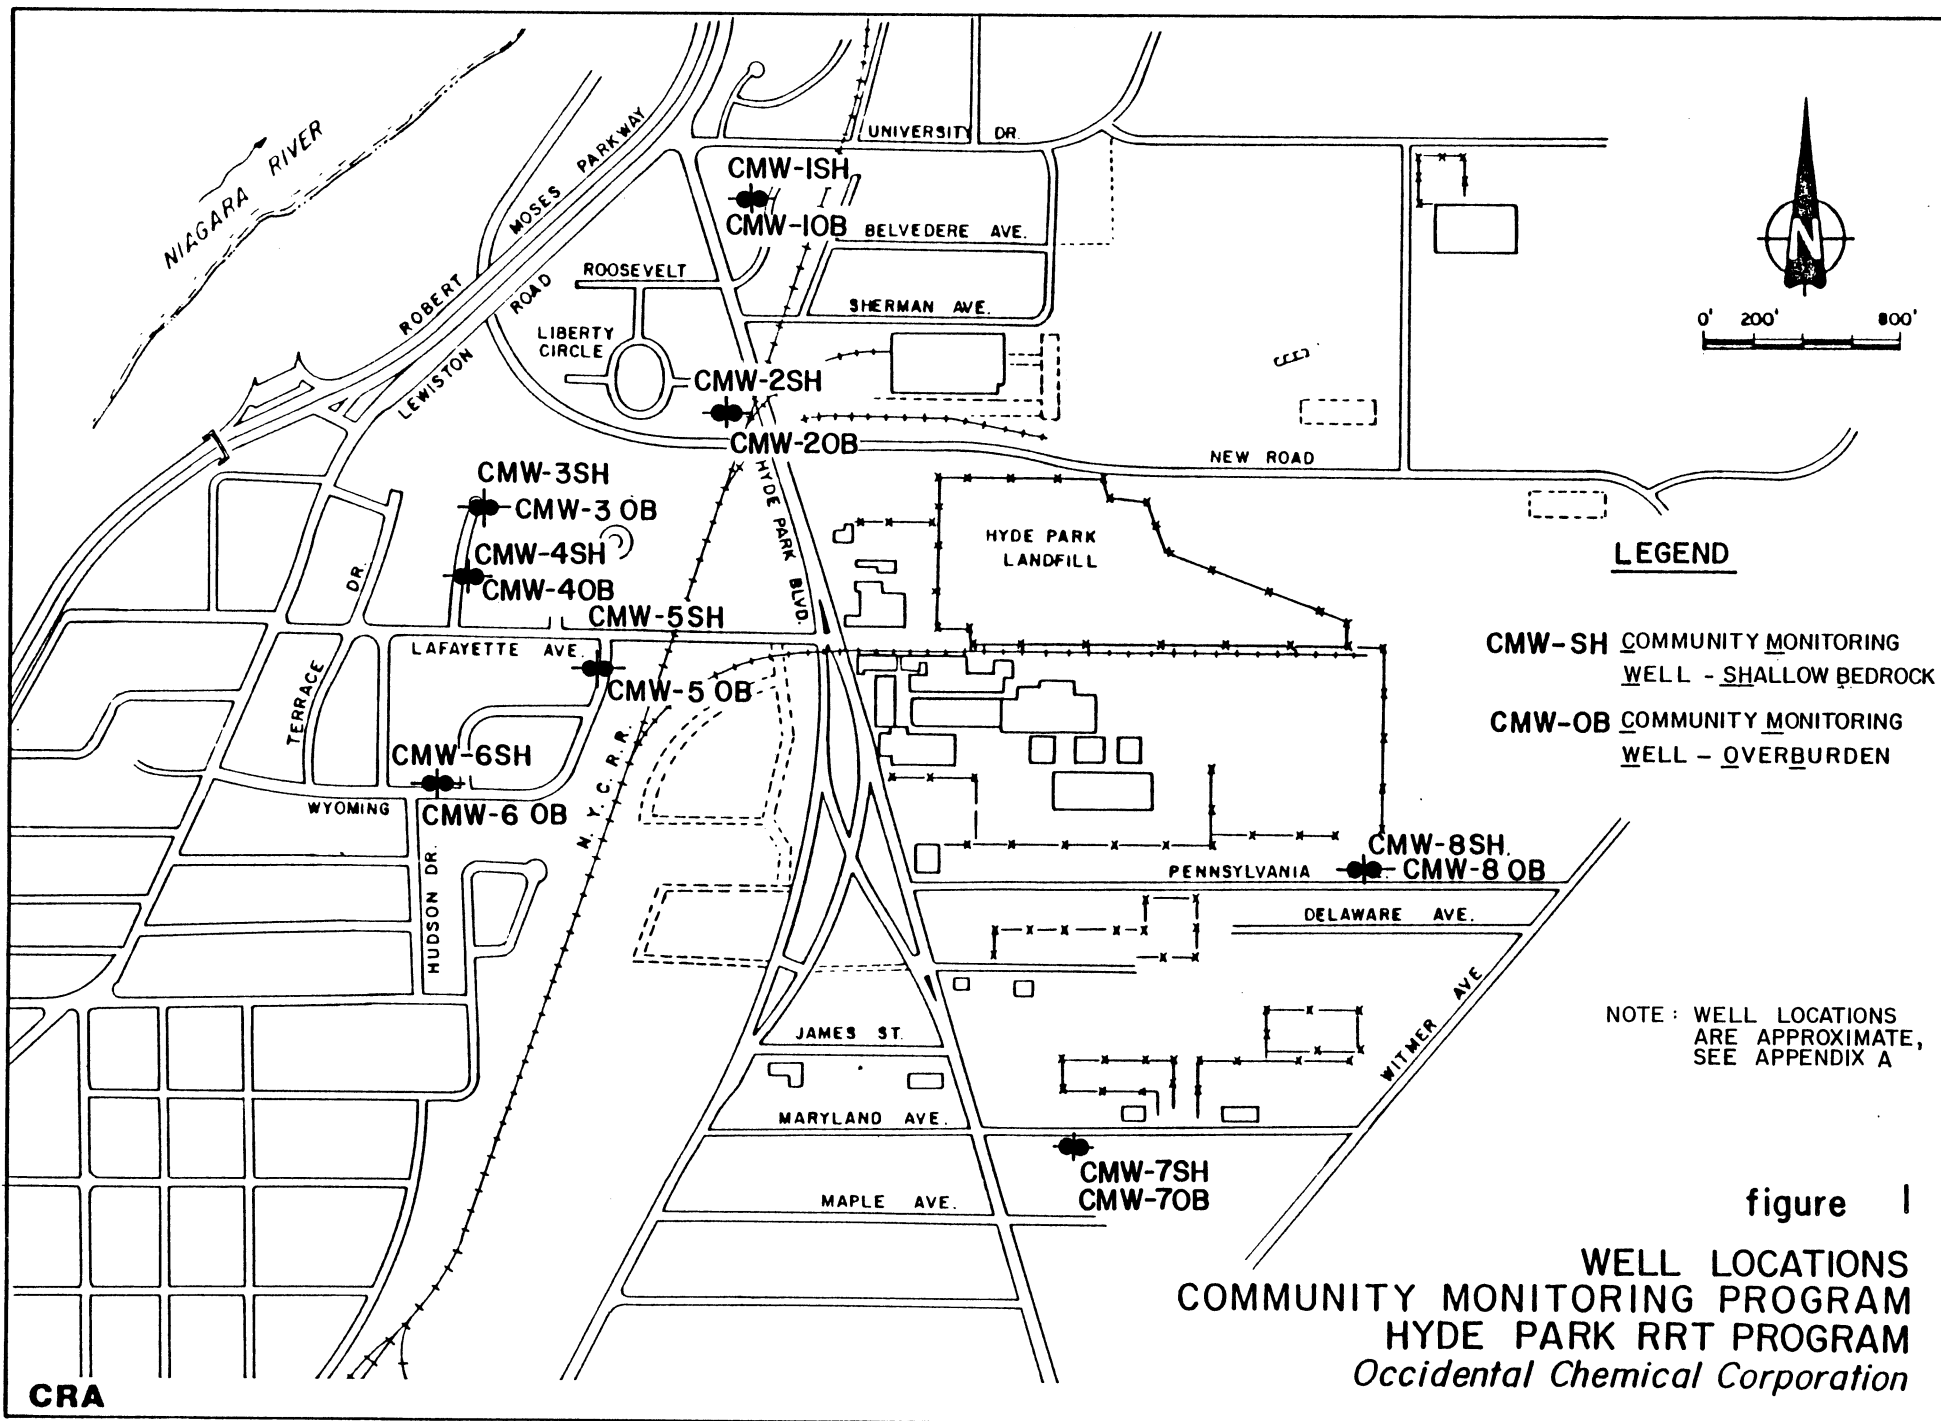 UNIVERSITY DR.
NIAGARA RIVER
ROBERT MOSES PARKWAY
LEWISTON ROAD
CMW-1SH
CMW-1OB
BELVEDERE AVE.
ROOSEVELT
SHERMAN AVE.
LIBERTY
CIRCLE
N
0' 200' 800'
CMW-2SH
CMW-2OB
NEW ROAD
HYDE PARK BLVD.
CMW-3SH
CMW-3 OB
HYDE PARK
LANDFILL
CMW-4SH
CMW-4OB
CMW-5SH
LAFAYETTE AVE.
CMW-5 OB
TERRACE DR.
CMW-6SH
WYOMING
CMW-6 OB
N. Y. C. R. R.
HUDSON DR.
LEGEND
CMW-SH COMMUNITY MONITORING
WELL - SHALLOW BEDROCK
CMW-OB COMMUNITY MONITORING
WELL - OVERBURDEN
CMW-8SH.
PENNSYLVANIA
CMW-8 OB
DELAWARE AVE.
WITMER AVE
NOTE : WELL LOCATIONS
ARE APPROXIMATE,
SEE APPENDIX A
JAMES ST.
MARYLAND AVE.
CMW-7SH
CMW-7OB
MAPLE AVE.
figure 1
WELL LOCATIONS
COMMUNITY MONITORING PROGRAM
HYDE PARK RRT PROGRAM
Occidental Chemical Corporation
CRA